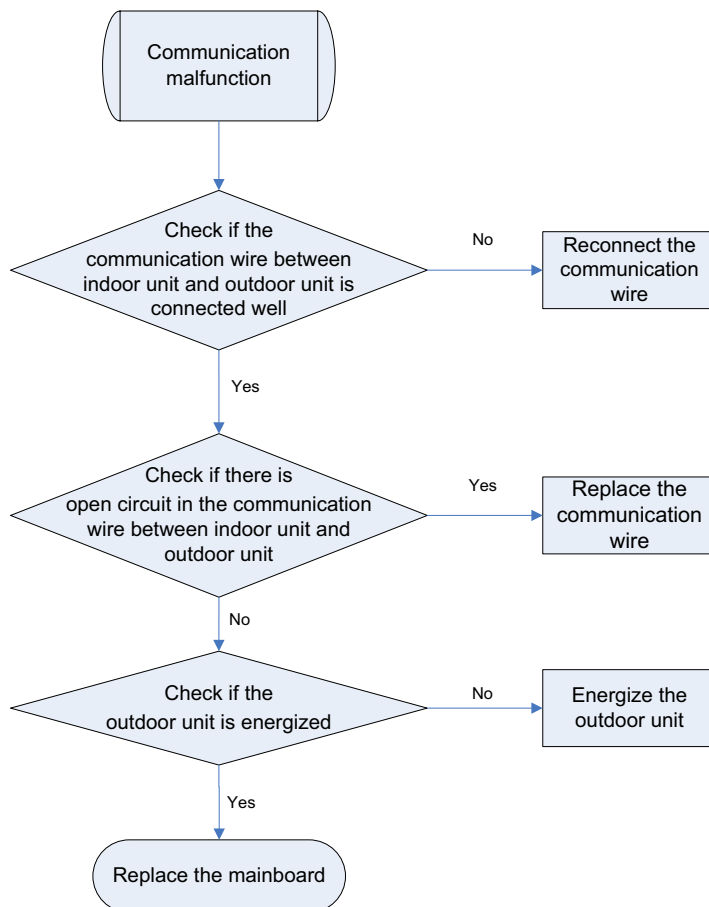 Communication
malfunction
Check if the
communication wire between
indoor unit and outdoor unit is
connected well
No
Reconnect the
communication
wire
Yes
Check if there is
open circuit in the communication
wire between indoor unit and
outdoor unit
Yes
Replace the
communication
wire
No
Check if the
outdoor unit is energized
No
Energize the
outdoor unit
Yes
Replace the mainboard